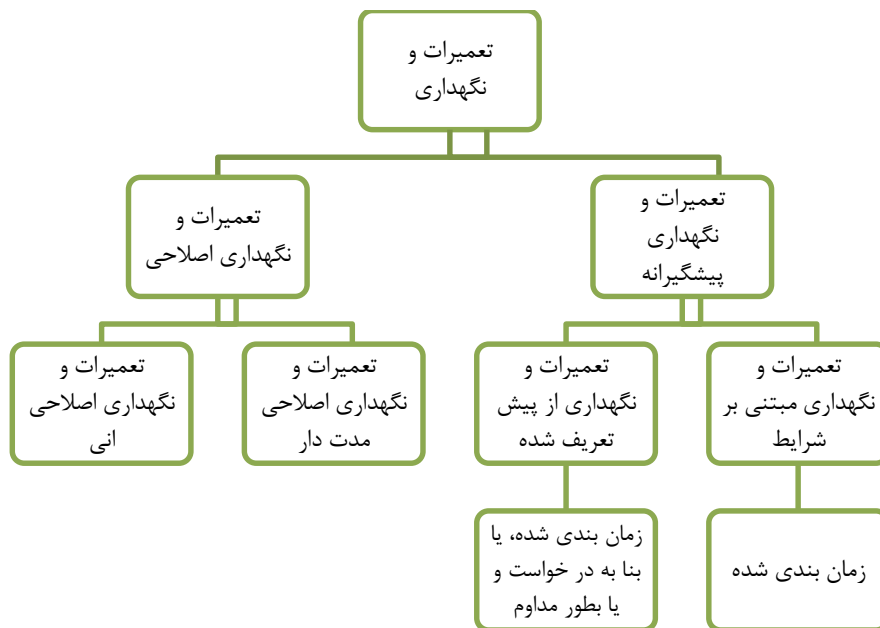 تعمیرات و
نگهداری
تعمیرات و
نگهداری
پیشگیرانه
تعمیرات و
نگهداری اصلاحی
تعمیرات و
نگهداری مبتنی بر
شرایط
تعمیرات و
نگهداری از پیش
تعریف شده
تعمیرات و
نگهداری اصلاحی
مدت دار
تعمیرات و
نگهداری اصلاحی
انی
زمان بندی شده
زمان بندی شده، یا
بنا به در خواست و
یا بطور مداوم